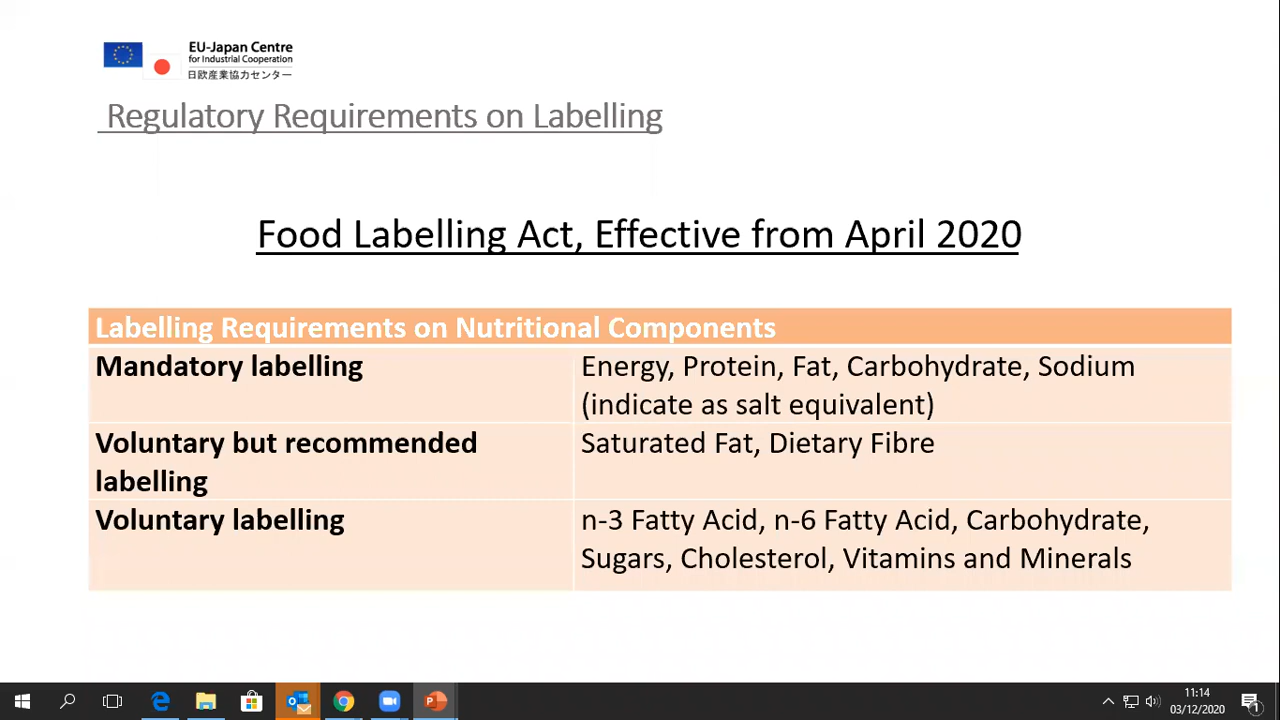 EU-Japan Centre
for Industrial Cooperation
日欧産業協力センター
Regulatory Requirements on Labelling
Food Labelling Act, Effective from April 2020
Labelling Requirements on Nutritional Components
Mandatory labelling
Energy, Protein, Fat, Carbohydrate, Sodium
(indicate as salt equivalent)
Voluntary but recommended
labelling
Saturated Fat, Dietary Fibre
Voluntary labelling
n-3 Fatty Acid, n-6 Fatty Acid, Carbohydrate,
Sugars, Cholesterol, Vitamins and Minerals
11:14
03/12/2020
1